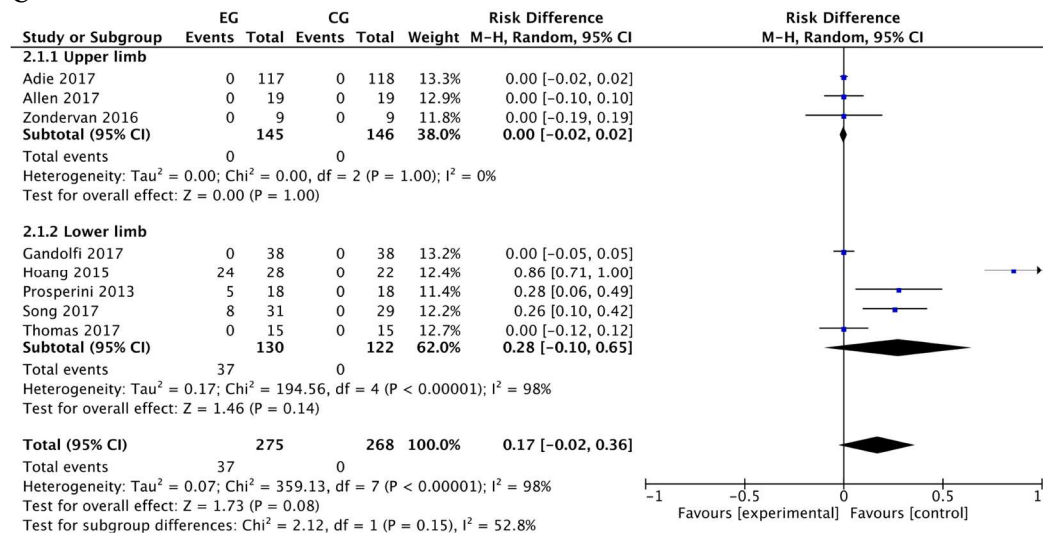 EG CG Risk Difference Risk Difference
Study or Subgroup Events Total Events Total Weight M-H, Random, 95% CI M-H, Random, 95% CI
2.1.1 Upper limb
Adie 2017 0 117 0 118 13.3% 0.00 [-0.02, 0.02]
Allen 2017 0 19 0 19 12.9% 0.00 [-0.10, 0.10]
Zondervan 2016 0 9 0 9 11.8% 0.00 [-0.19, 0.19]
Subtotal (95% CI) 145 146 38.0% 0.00 [-0.02, 0.02]
Total events 0 0
Heterogeneity: Tau² = 0.00; Chi² = 0.00, df = 2 (P = 1.00); I² = 0%
Test for overall effect: Z = 0.00 (P = 1.00)
2.1.2 Lower limb
Gandolfi 2017 0 38 0 38 13.2% 0.00 [-0.05, 0.05]
Hoang 2015 24 28 0 22 12.4% 0.86 [0.71, 1.00]
Prosperini 2013 5 18 0 18 11.4% 0.28 [0.06, 0.49]
Song 2017 8 31 0 29 12.2% 0.26 [0.10, 0.42]
Thomas 2017 0 15 0 15 12.7% 0.00 [-0.12, 0.12]
Subtotal (95% CI) 130 122 62.0% 0.28 [-0.10, 0.65]
Total events 37 0
Heterogeneity: Tau² = 0.17; Chi² = 194.56, df = 4 (P < 0.00001); I² = 98%
Test for overall effect: Z = 1.46 (P = 0.14)
Total (95% CI) 275 268 100.0% 0.17 [-0.02, 0.36]
Total events 37 0
Heterogeneity: Tau² = 0.07; Chi² = 359.13, df = 7 (P < 0.00001); I² = 98%
Test for overall effect: Z = 1.73 (P = 0.08)
Test for subgroup differences: Chi² = 2.12, df = 1 (P = 0.15), I² = 52.8%
-1 -0.5 0 0.5 1
Favours [experimental] Favours [control]